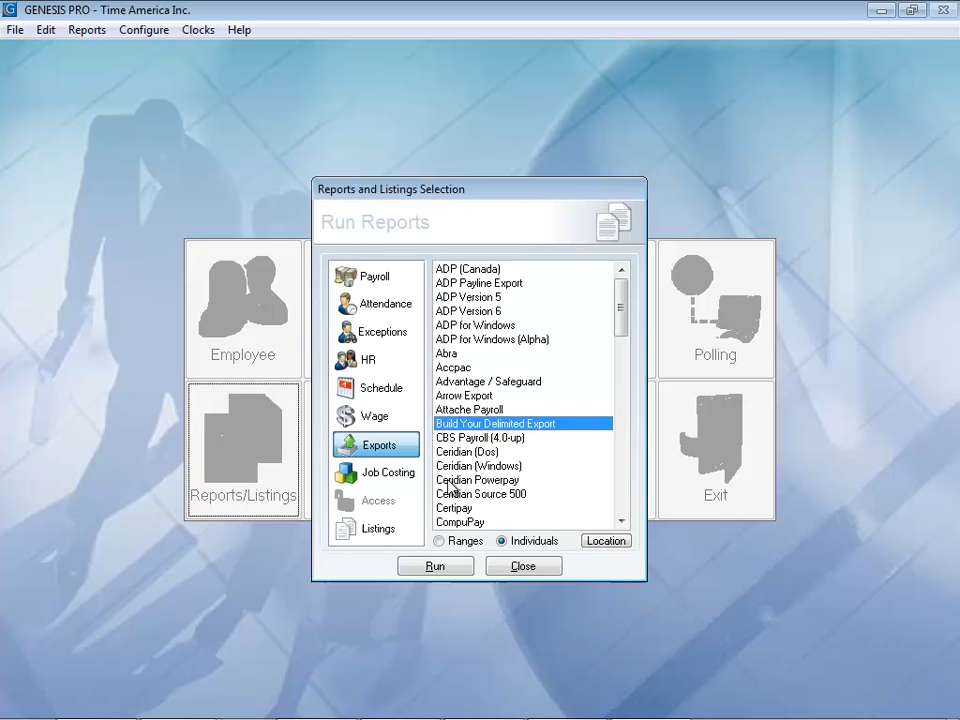 GENESIS PRO - Time America Inc.
File Edit Reports Configure Clocks Help
Reports and Listings Selection
Run Reports
Payroll
Attendance
Exceptions
HR
Schedule
Wage
Exports
Job Costing
Access
Listings
ADP (Canada)
ADP Payline Export
ADP Version 5
ADP Version 6
ADP for Windows
ADP for Windows (Alpha)
Abra
Accpac
Advantage / Safeguard
Arrow Export
Attache Payroll
Build Your Delimited Export
CBS Payroll (4.0-up)
Ceridian (Dos)
Ceridian (Windows)
Ceridian Powerpay
Ceridian Source 500
Certipay
CompuPay
Ranges Individuals Location
Run Close
Employee
Reports/Listings
Polling
Exit